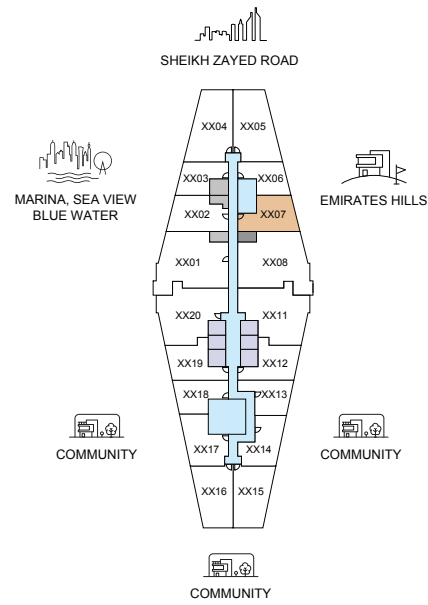 SHEIKH ZAYED ROAD
XX04 XX05
MARINA, SEA VIEW
BLUE WATER
XX03 XX06
EMIRATES HILLS
XX02 XX07
XX01 XX08
XX20 XX11
XX19 XX12
XX18 XX13
COMMUNITY
XX17 XX14
COMMUNITY
XX16 XX15
COMMUNITY